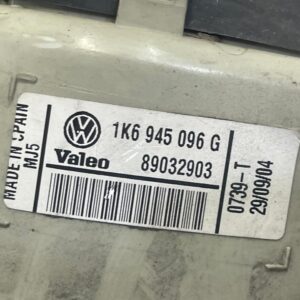 MADE IN SPAIN
MJ5
1K6 945 096 G
Valeo 89032903
0739-T
29/09/04